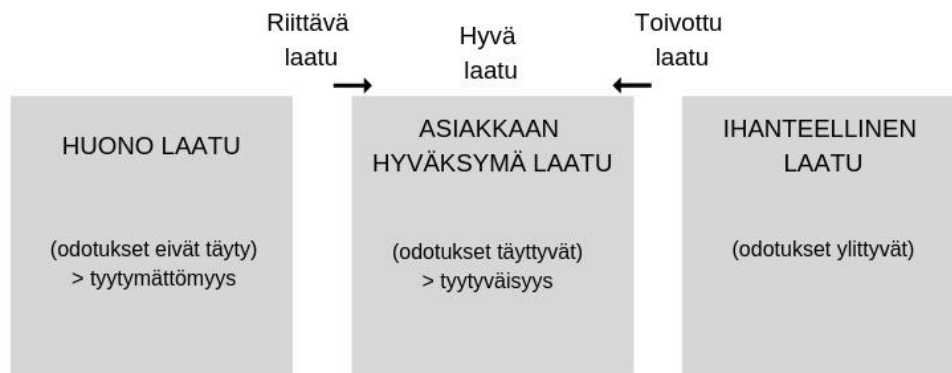 Riittävä
laatu
Hyvä
laatu
Toivottu
laatu
HUONO LAATU
(odotukset eivät täyty)
> tyytymättömyys
ASIAKKAAN
HYVÄKSYMÄ LAATU
(odotukset täyttyvät)
> tyytyväisyys
IHANTEELLINEN
LAATU
(odotukset ylittyvät)